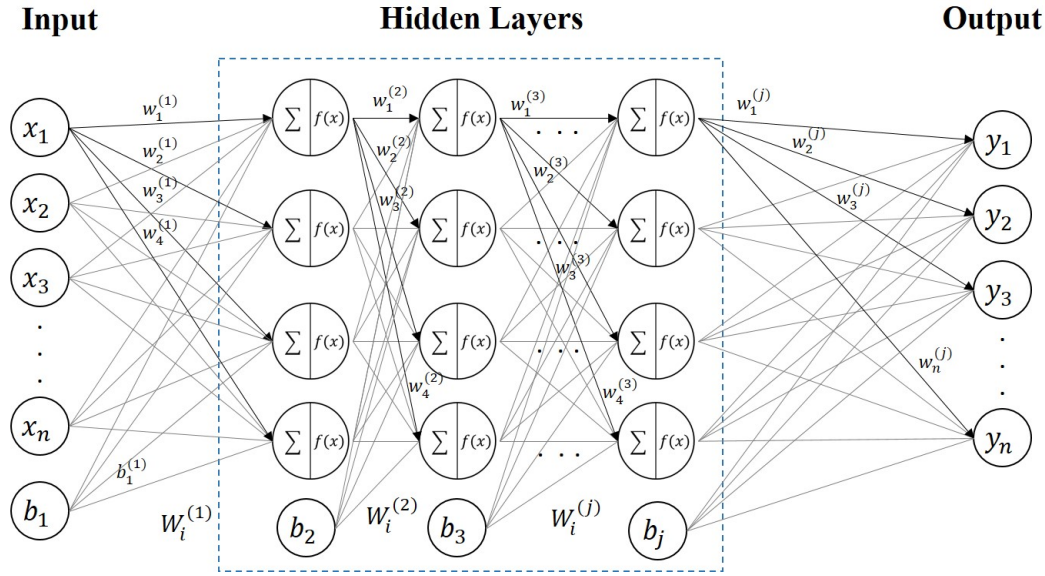 Input
Hidden Layers
Output
x₁
x₂
x₃
.
.
.
xₙ
b₁
w₁⁽¹⁾
w₂⁽¹⁾
w₃⁽¹⁾
w₄⁽¹⁾
b₁⁽¹⁾
Wᵢ⁽¹⁾
∑ f(x)
∑ f(x)
∑ f(x)
∑ f(x)
b₂
w₁⁽²⁾
w₂⁽²⁾
w₃⁽²⁾
w₄⁽²⁾
Wᵢ⁽²⁾
∑ f(x)
∑ f(x)
∑ f(x)
∑ f(x)
b₃
w₁⁽³⁾
. . .
w₂⁽³⁾
. . .
w₃⁽³⁾
. . .
w₄⁽³⁾
. . .
Wᵢ⁽ʲ⁾
∑ f(x)
∑ f(x)
∑ f(x)
∑ f(x)
bⱼ
w₁⁽ʲ⁾
w₂⁽ʲ⁾
w₃⁽ʲ⁾
wₙ⁽ʲ⁾
y₁
y₂
y₃
.
.
.
yₙ